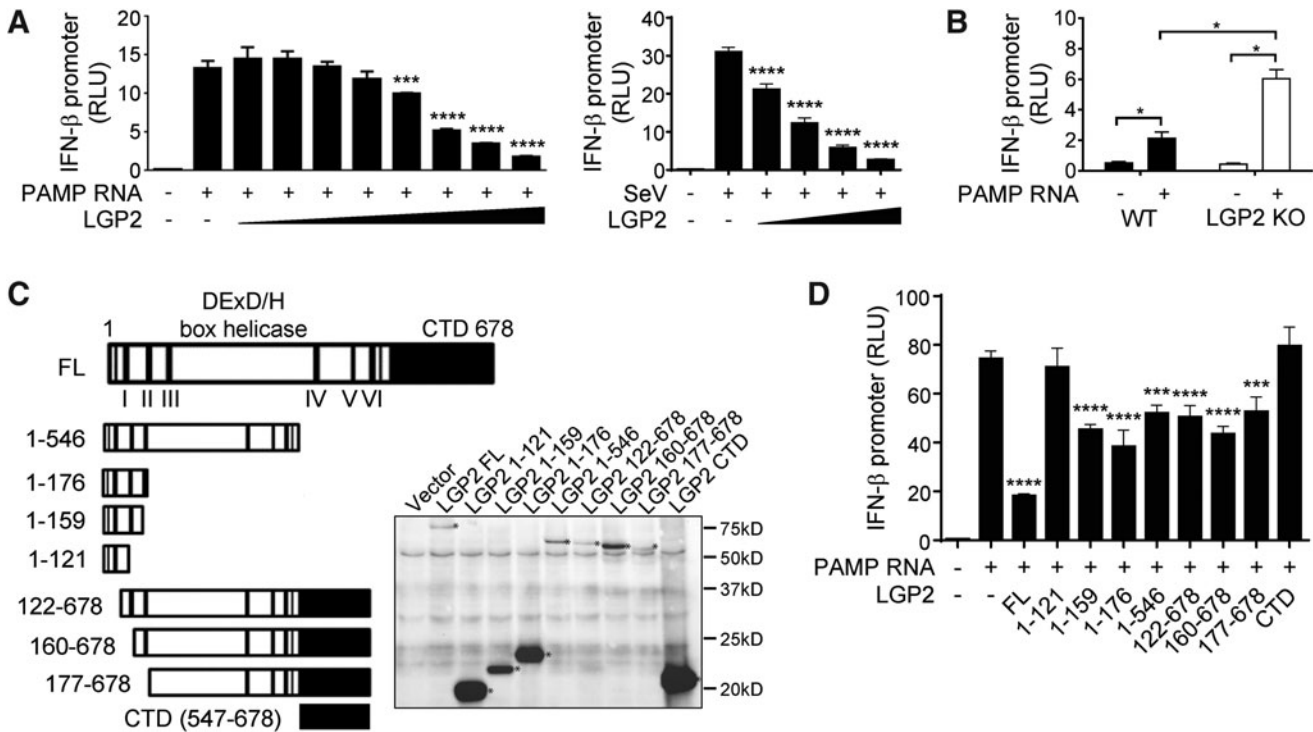 A
IFN-β promoter
(RLU)
15
20
10
5
0
***
****
****
****
PAMP RNA
- + + + + + + + + +
LGP2
- -
IFN-β promoter
(RLU)
40
30
20
10
0
****
****
****
****
SeV
- + + + + +
LGP2
- -
B
IFN-β promoter
(RLU)
10
8
6
4
2
0
*
*
*
PAMP RNA
- + - +
WT LGP2 KO
C
DExD/H
1 box helicase CTD 678
FL
I II III IV V VI
1-546
1-176
1-159
1-121
122-678
160-678
177-678
CTD (547-678)
Vector
LGP2 FL
LGP2 1-121
LGP2 1-159
LGP2 1-176
LGP2 1-546
LGP2 122-678
LGP2 160-678
LGP2 177-678
LGP2 CTD
75kD
50kD
37kD
25kD
20kD
D
IFN-β promoter (RLU)
100
80
60
40
20
0
****
****
****
***
****
****
***
PAMP RNA
- + + + + + + + + + +
LGP2
- - FL 1-121 1-159 1-176 1-546 122-678 160-678 177-678 CTD